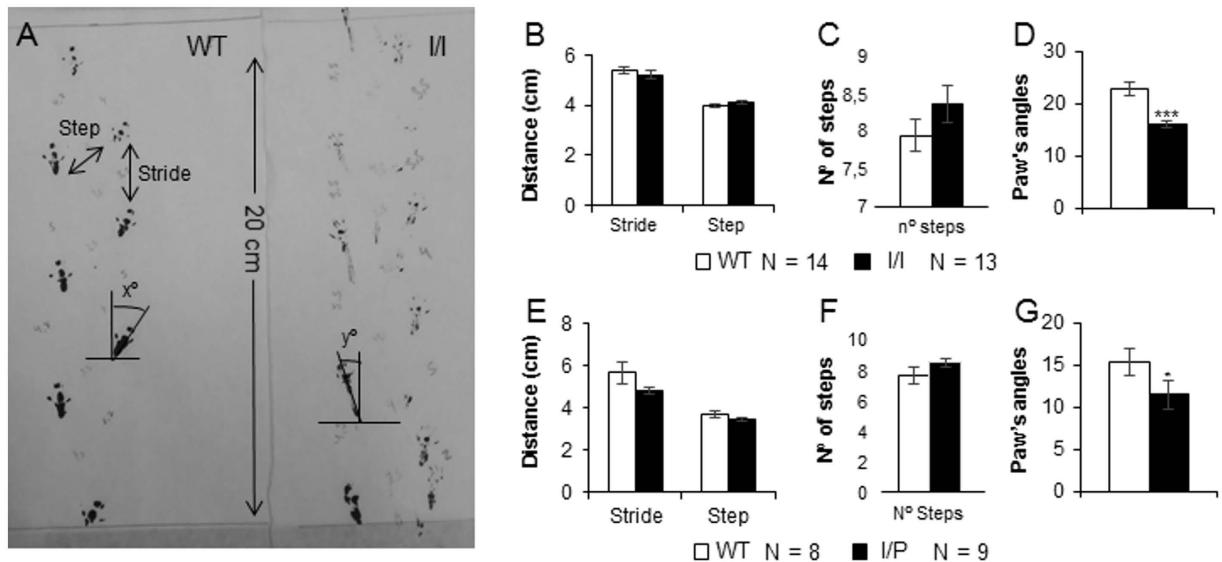 A
WT
I/I
Step
Stride
20 cm
xº
yº
B
Distance (cm)
6
4
2
0
Stride
Step
C
Nº of steps
9
8,5
8
7,5
7
nº steps
D
Paw's angles
30
20
10
0
***
WT N = 14 I/I N = 13
E
Distance (cm)
8
6
4
2
0
Stride
Step
F
Nº of steps
10
8
6
4
2
0
Nº Steps
G
Paw's angles
20
15
10
5
0
*
WT N = 8 I/P N = 9